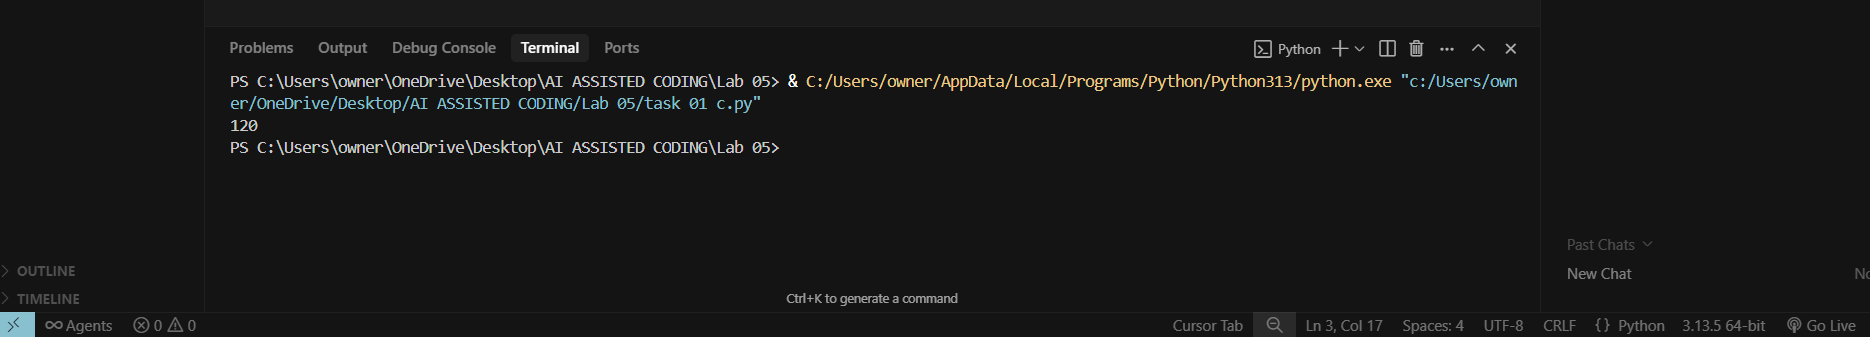 Problems Output Debug Console Terminal Ports Python
PS C:\Users\owner\OneDrive\Desktop\AI ASSISTED CODING\Lab 05> & C:/Users/owner/AppData/Local/Programs/Python/Python313/python.exe "c:/Users/own
er/OneDrive/Desktop/AI ASSISTED CODING/Lab 05/task 01 c.py"
120
PS C:\Users\owner\OneDrive\Desktop\AI ASSISTED CODING\Lab 05>
Past Chats
OUTLINE
New Chat No
TIMELINE
Ctrl+K to generate a command
Agents 0 0 Cursor Tab Ln 3, Col 17 Spaces: 4 UTF-8 CRLF {} Python 3.13.5 64-bit Go Live